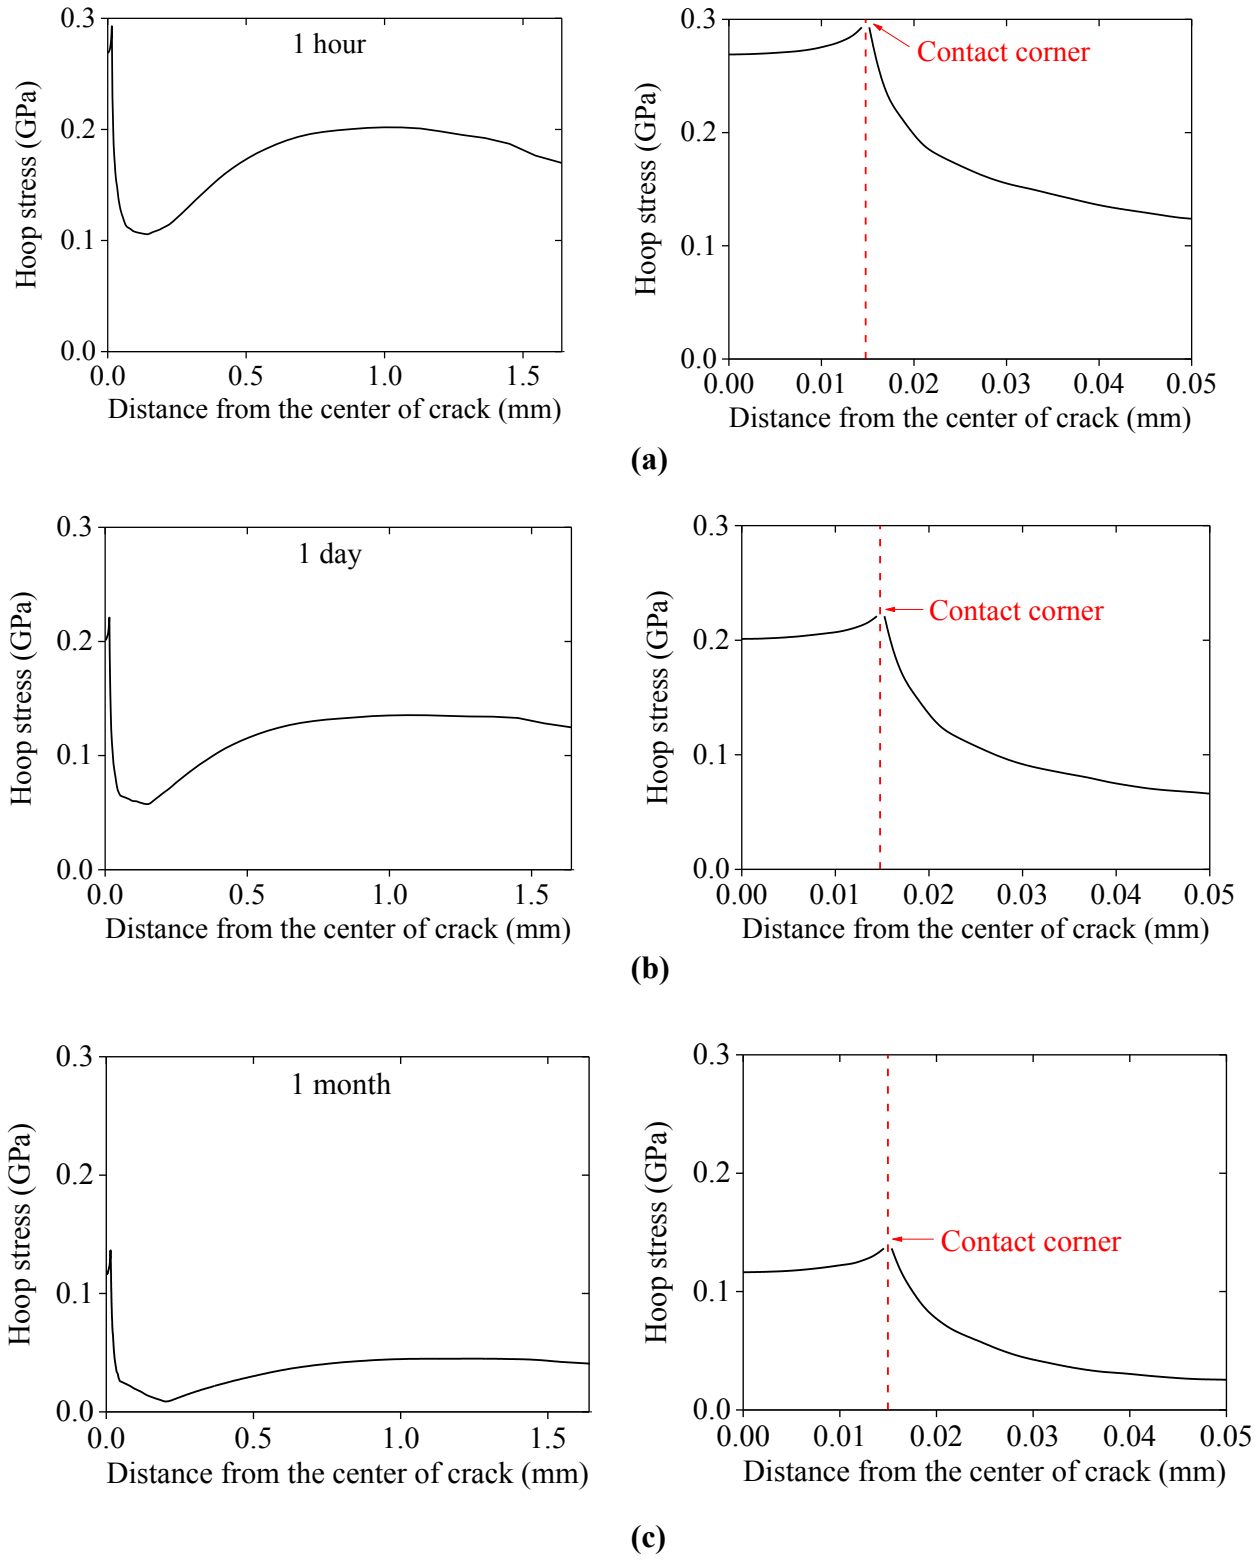 0.3
0.2
0.1
0.0
Hoop stress (GPa)
1 hour
0.0 0.5 1.0 1.5
Distance from the center of crack (mm)
0.3
0.2
0.1
0.0
Hoop stress (GPa)
Contact corner
0.00 0.01 0.02 0.03 0.04 0.05
Distance from the center of crack (mm)
(a)
0.3
0.2
0.1
0.0
Hoop stress (GPa)
1 day
0.0 0.5 1.0 1.5
Distance from the center of crack (mm)
0.3
0.2
0.1
0.0
Hoop stress (GPa)
Contact corner
0.00 0.01 0.02 0.03 0.04 0.05
Distance from the center of crack (mm)
(b)
0.3
0.2
0.1
0.0
Hoop stress (GPa)
1 month
0.0 0.5 1.0 1.5
Distance from the center of crack (mm)
0.3
0.2
0.1
0.0
Hoop stress (GPa)
Contact corner
0.00 0.01 0.02 0.03 0.04 0.05
Distance from the center of crack (mm)
(c)